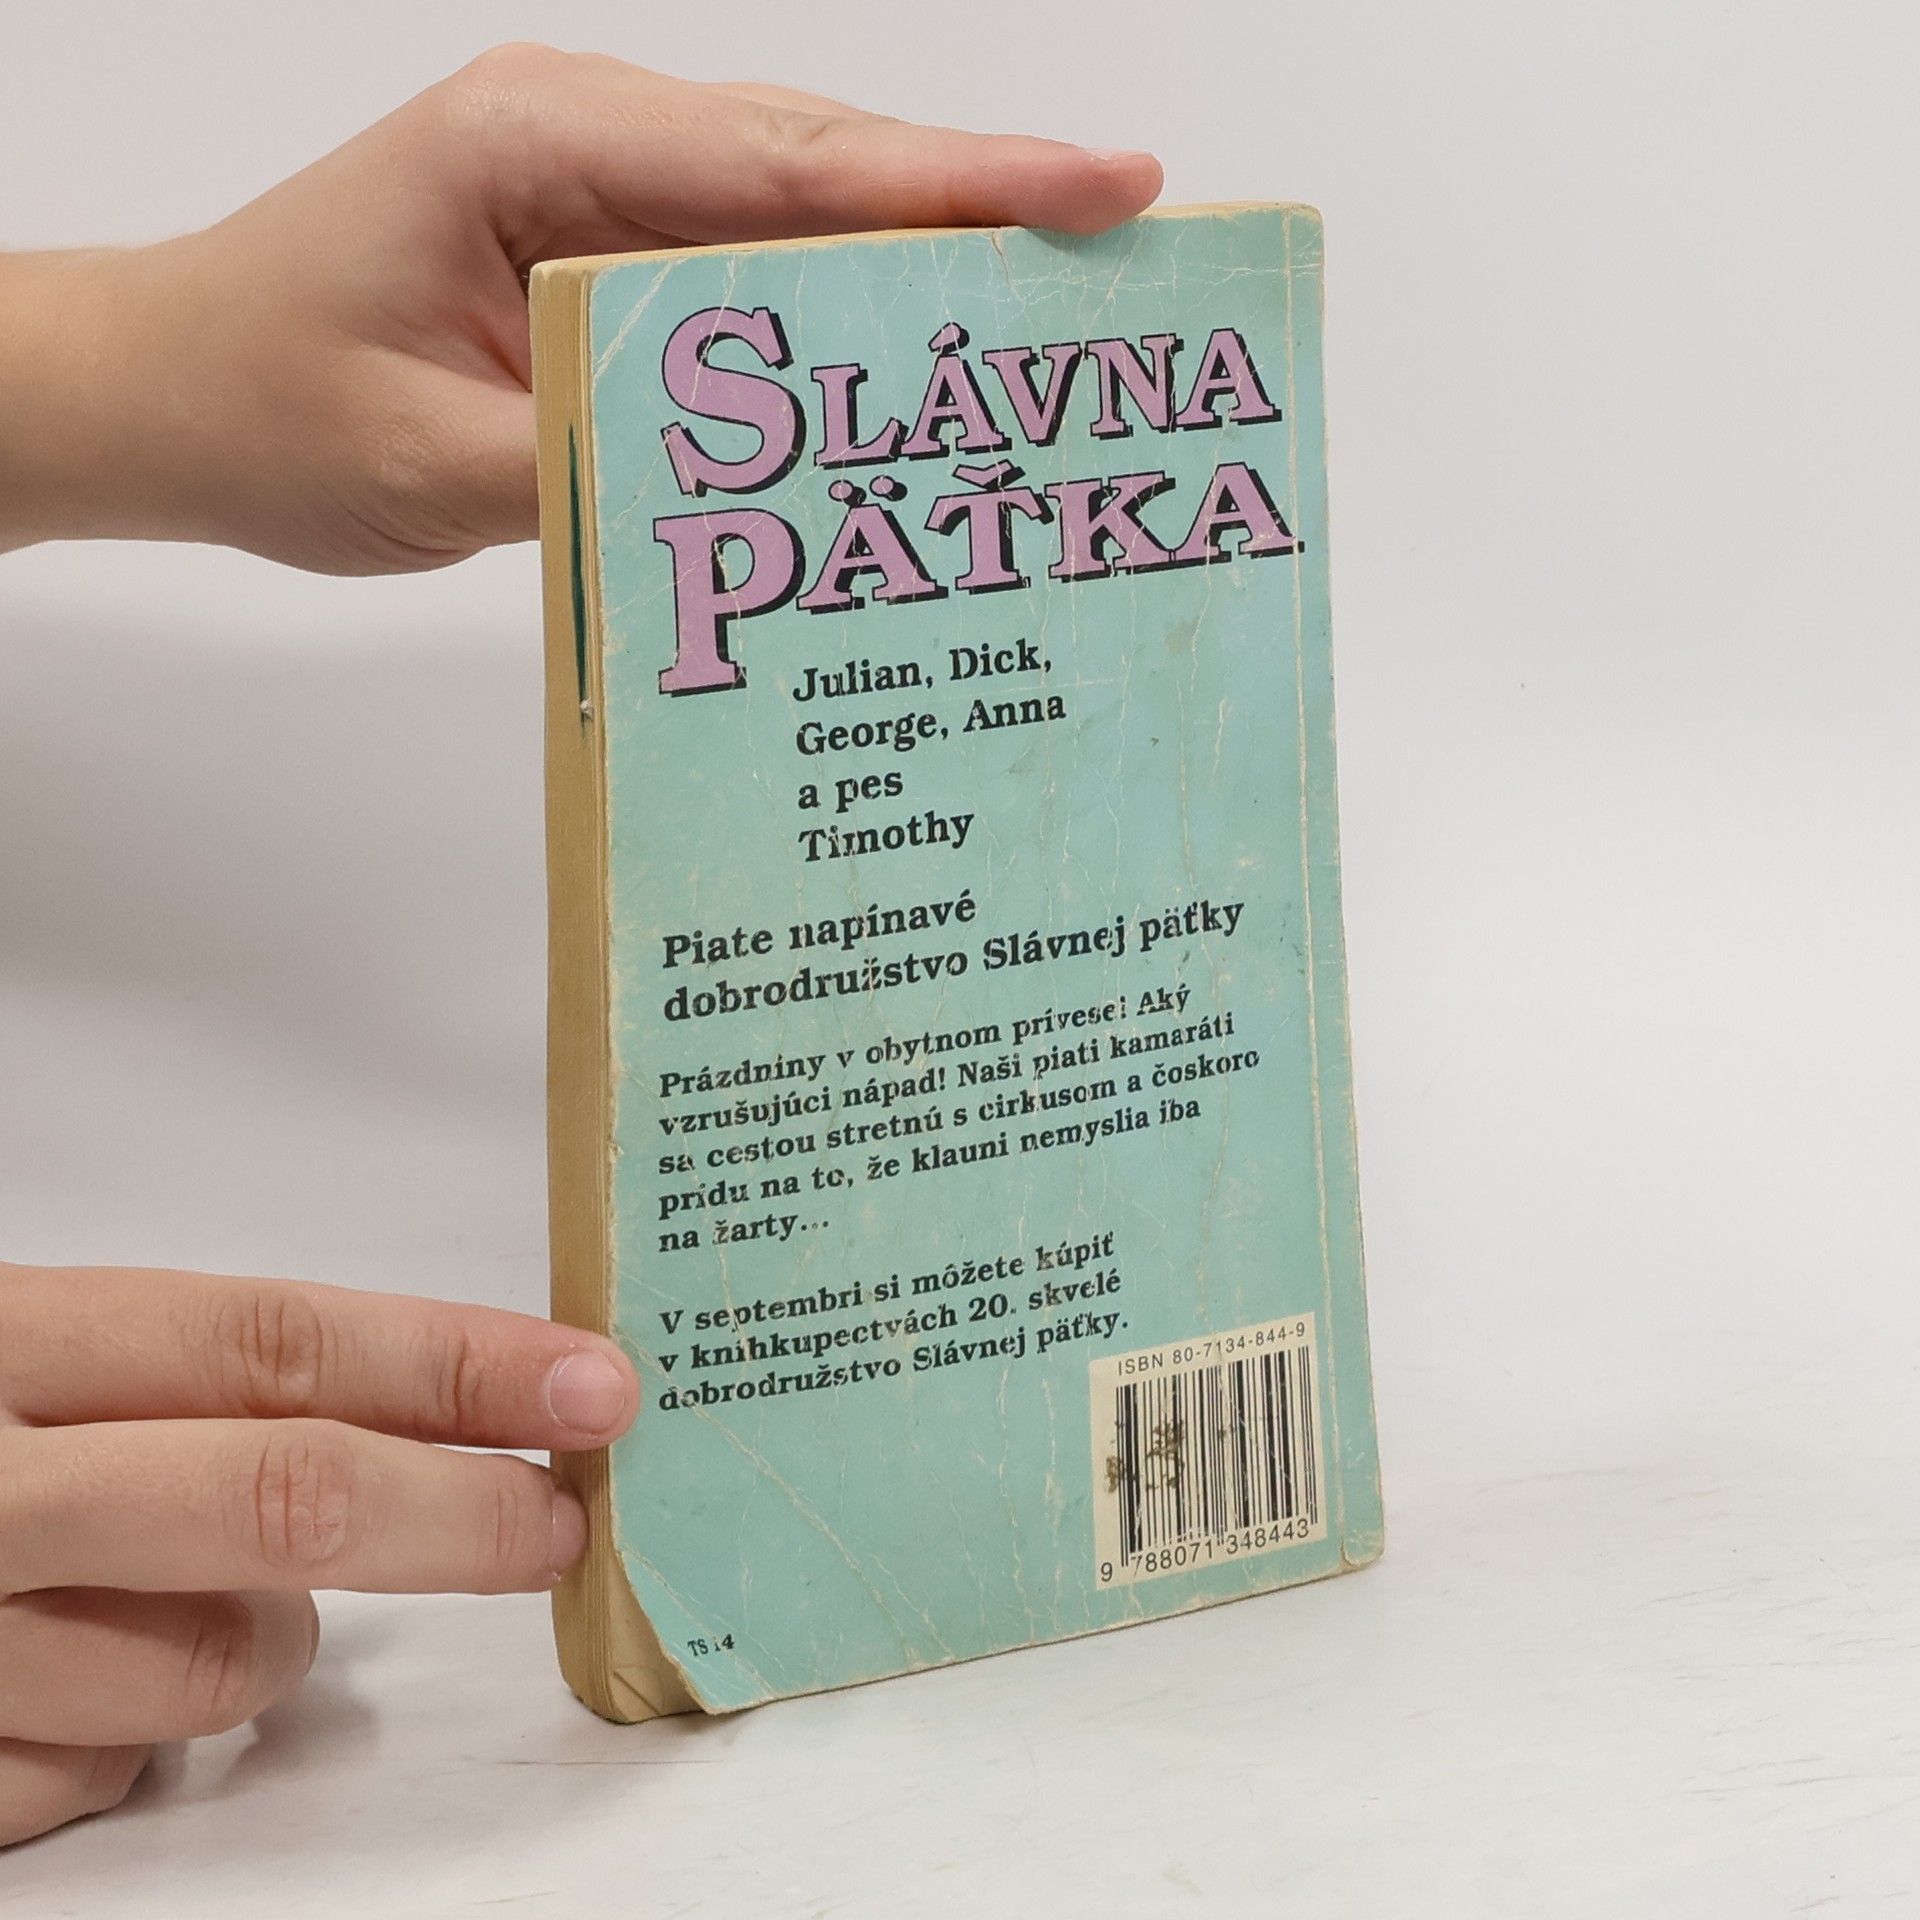 SLÁVNA
PÄŤKA
Julian, Dick,
George, Anna
a pes
Timothy
Piate napínavé
dobrodružstvo Slávnej päťky
Prázdniny v obytnom prívese! Aký
vzrušujúci nápad! Naši piati kamaráti
sa cestou stretnú s cirkusom a čoskoro
prídu na to, že klauni nemyslia iba
na žarty...
V septembri si môžete kúpiť
v kníhkupectvách 20. skvelé
dobrodružstvo Slávnej päťky.
ISBN 80-7134-844-9
9 788071 348443
TS 14